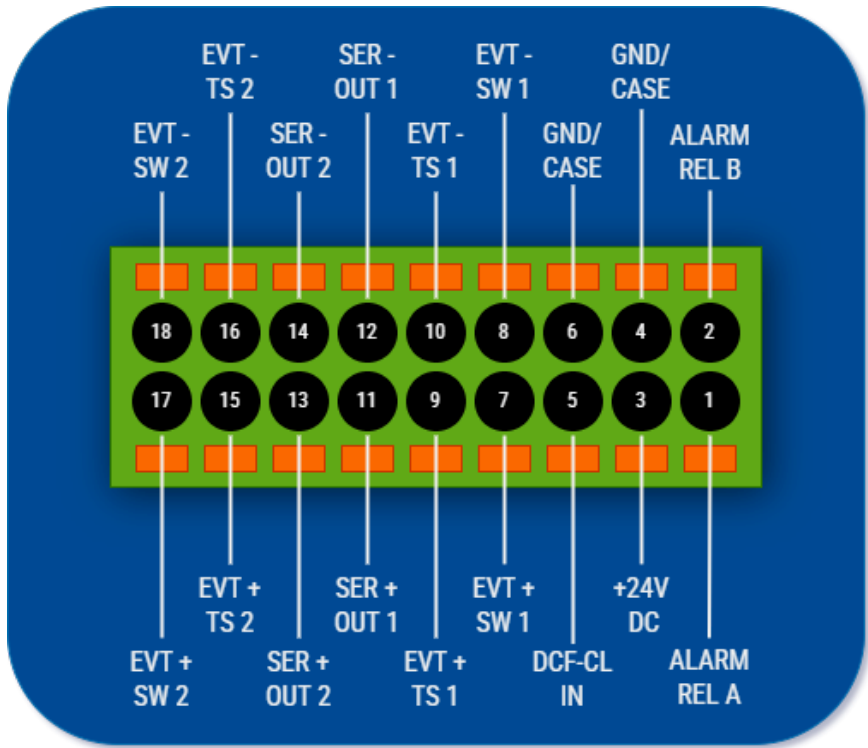 EVT -
TS 2
SER -
OUT 1
EVT -
SW 1
GND/
CASE
EVT -
SW 2
SER -
OUT 2
EVT -
TS 1
GND/
CASE
ALARM
REL B
18 16 14 12 10 8 6 4 2
17 15 13 11 9 7 5 3 1
EVT +
TS 2
SER +
OUT 1
EVT +
SW 1
+24V
DC
EVT +
SW 2
SER +
OUT 2
EVT +
TS 1
DCF-CL
IN
ALARM
REL A